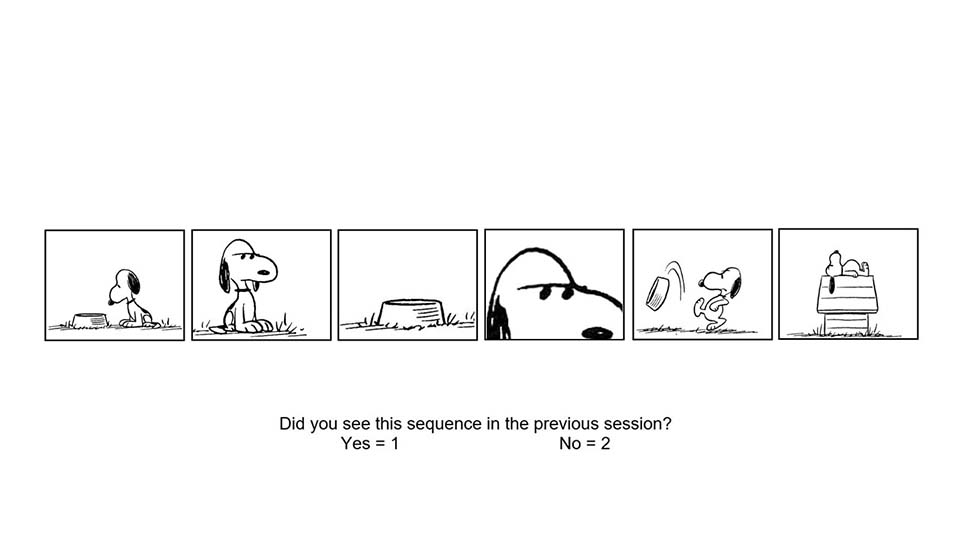 Did you see this sequence in the previous session?
Yes = 1 No = 2